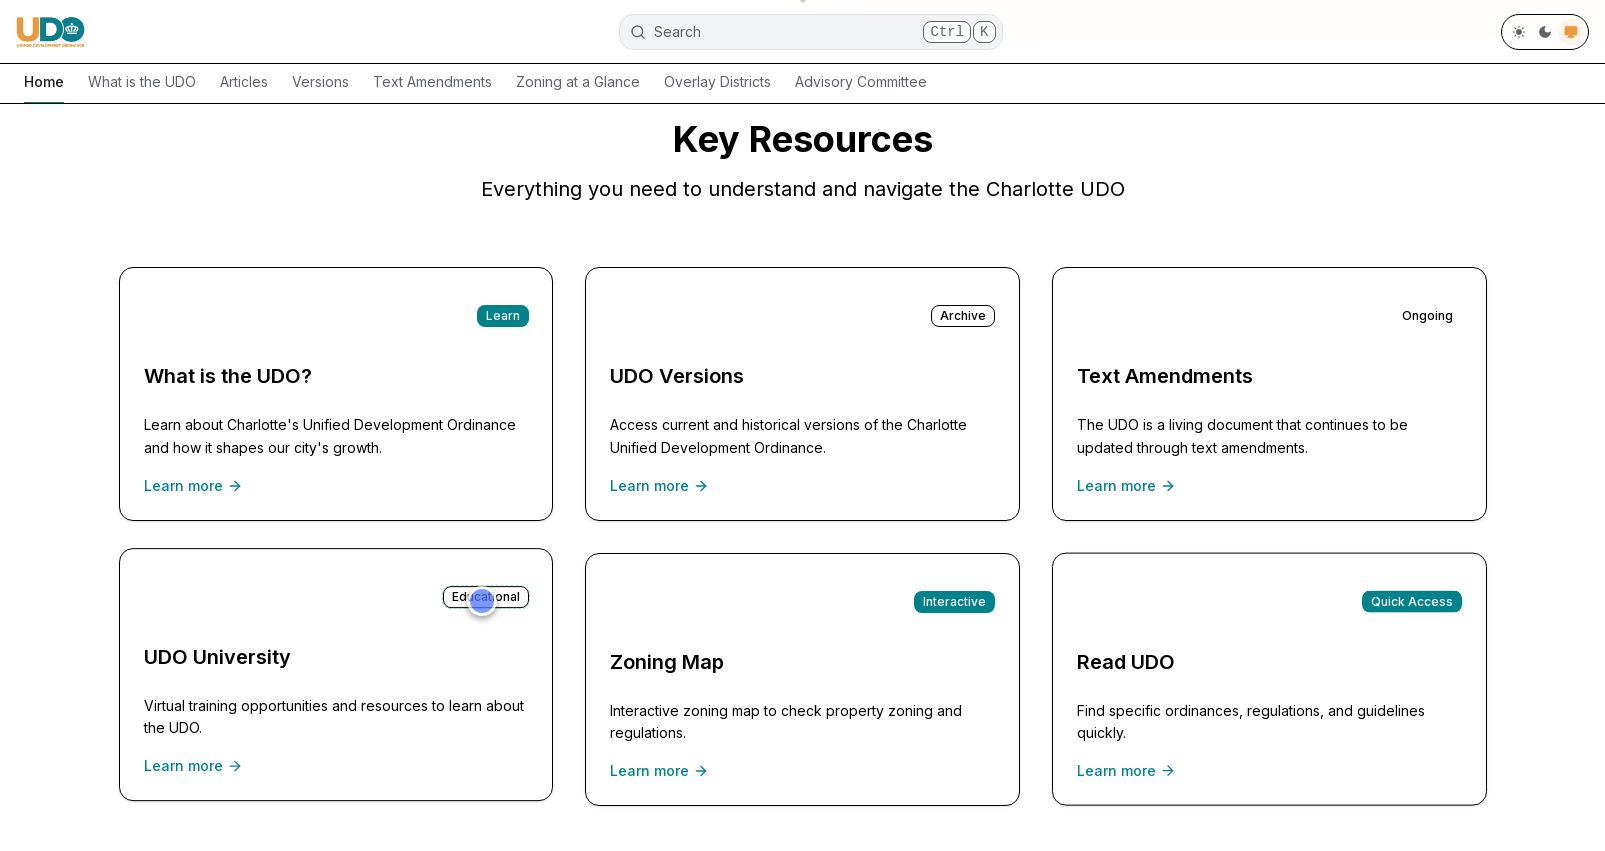 UDO
UNIFIED DEVELOPMENT ORDINANCE
Search
Ctrl K
Home
What is the UDO
Articles
Versions
Text Amendments
Zoning at a Glance
Overlay Districts
Advisory Committee
Key Resources
Everything you need to understand and navigate the Charlotte UDO
Learn
What is the UDO?
Learn about Charlotte's Unified Development Ordinance
and how it shapes our city's growth.
Learn more
Archive
UDO Versions
Access current and historical versions of the Charlotte
Unified Development Ordinance.
Learn more
Ongoing
Text Amendments
The UDO is a living document that continues to be
updated through text amendments.
Learn more
Educational
UDO University
Virtual training opportunities and resources to learn about
the UDO.
Learn more
Interactive
Zoning Map
Interactive zoning map to check property zoning and
regulations.
Learn more
Quick Access
Read UDO
Find specific ordinances, regulations, and guidelines
quickly.
Learn more